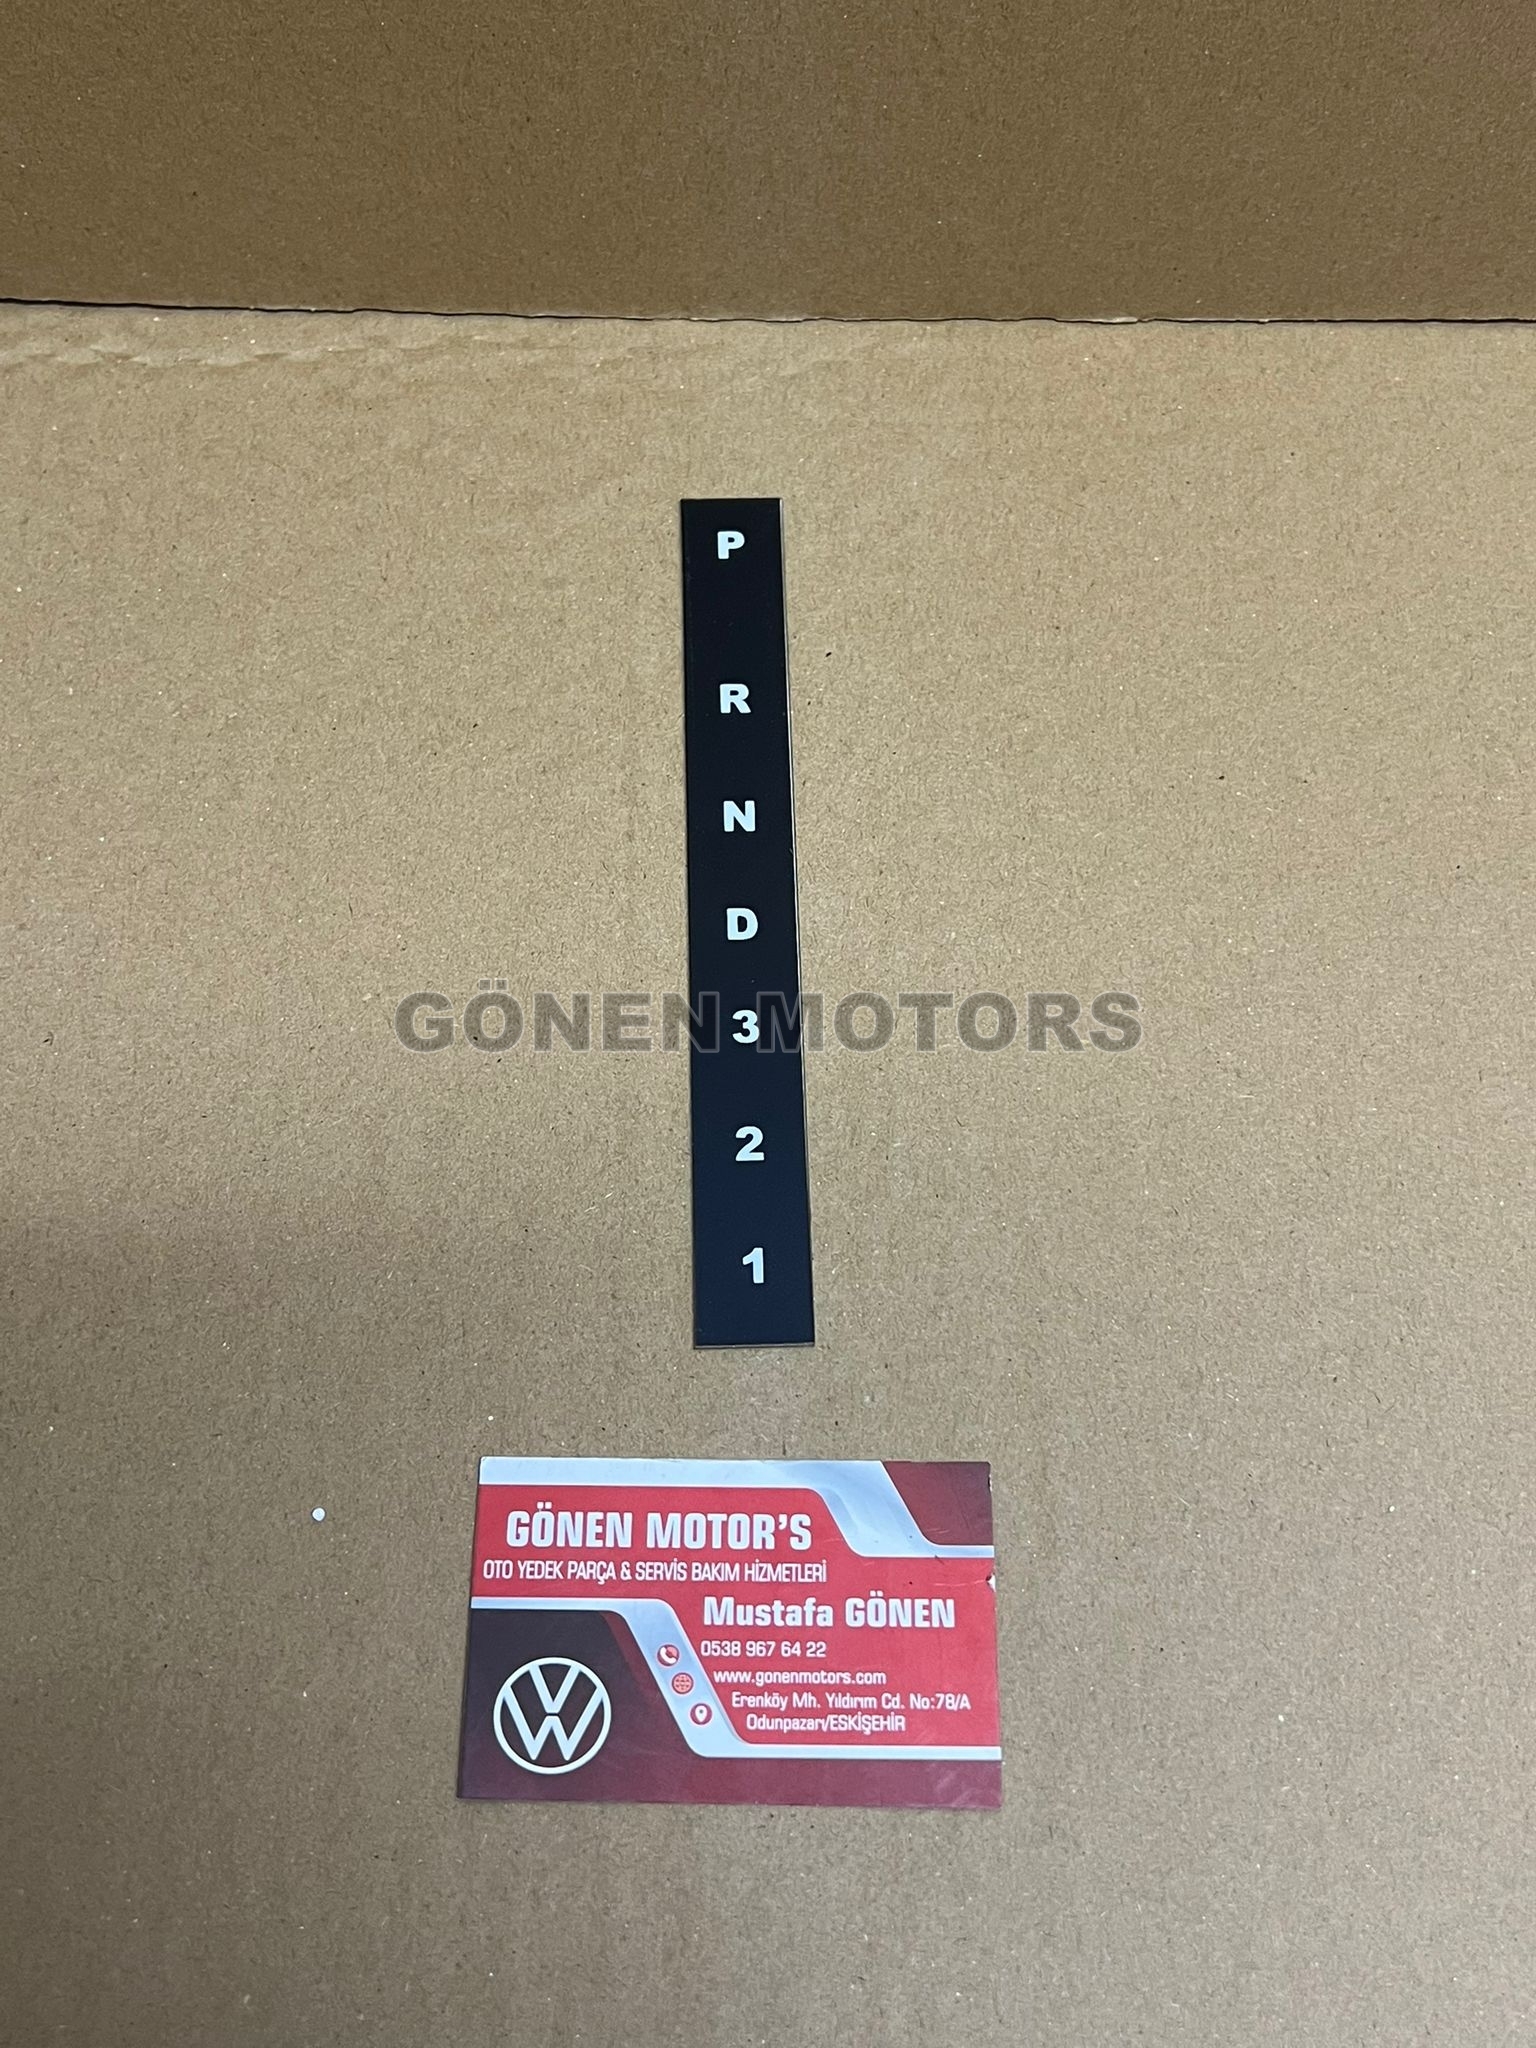 P
R
N
D
GÖNEN MOTORS
3
2
1
GÖNEN MOTOR'S
OTO YEDEK PARÇA & SERVİS BAKIM HİZMETLERİ
Mustafa GÖNEN
0538 967 64 22
www.gonenmotors.com
Erenköy Mh. Yıldırım Cd. No:78/A
Odunpazarı/ESKİŞEHİR